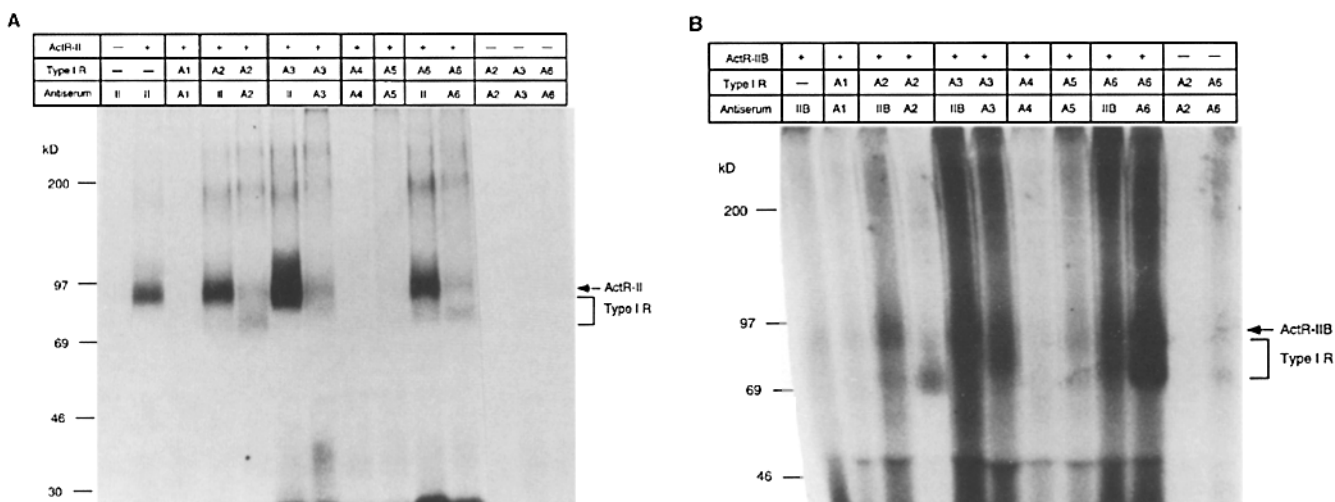 A
ActR-II — + + + + + + + + + + — — —
Type I R — — A1 A2 A2 A3 A3 A4 A5 A6 A6 A2 A3 A6
Antiserum II II A1 II A2 II A3 A4 A5 II A6 A2 A3 A6
kD
200
97
ActR-II
Type I R
69
46
30
B
ActR-IIB + + + + + + + + + + — —
Type I R — A1 A2 A2 A3 A3 A4 A5 A6 A6 A2 A6
Antiserum IIB A1 IIB A2 IIB A3 A4 A5 IIB A6 A2 A6
kD
200
97
ActR-IIB
Type I R
69
46